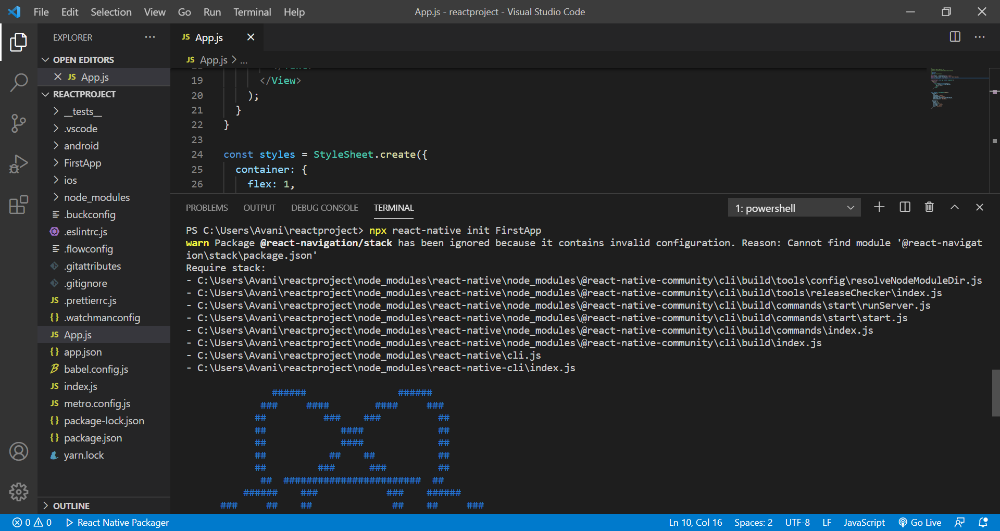 File Edit Selection View Go Run Terminal Help
App.js - reactproject - Visual Studio Code
EXPLORER
OPEN EDITORS
JS App.js
REACTPROJECT
__tests__
.vscode
android
FirstApp
ios
node_modules
.buckconfig
.eslintrc.js
.flowconfig
.gitattributes
.gitignore
JS .prettierrc.js
{} .watchmanconfig
JS App.js
{} app.json
babel.config.js
JS index.js
JS metro.config.js
{} package-lock.json
{} package.json
yarn.lock
OUTLINE
JS App.js
JS App.js > ...
19 </View>
20 );
21 }
22 }
23
24 const styles = StyleSheet.create({
25 container: {
26 flex: 1,
PROBLEMS OUTPUT DEBUG CONSOLE TERMINAL
1: powershell
PS C:\Users\Avani\reactproject> npx react-native init FirstApp
warn Package @react-navigation/stack has been ignored because it contains invalid configuration. Reason: Cannot find module '@react-navigat
ion\stack\package.json'
Require stack:
- C:\Users\Avani\reactproject\node_modules\react-native\node_modules\@react-native-community\cli\build\tools\config\resolveNodeModuleDir.js
- C:\Users\Avani\reactproject\node_modules\react-native\node_modules\@react-native-community\cli\build\tools\releaseChecker\index.js
- C:\Users\Avani\reactproject\node_modules\react-native\node_modules\@react-native-community\cli\build\commands\start\runServer.js
- C:\Users\Avani\reactproject\node_modules\react-native\node_modules\@react-native-community\cli\build\commands\start\start.js
- C:\Users\Avani\reactproject\node_modules\react-native\node_modules\@react-native-community\cli\build\commands\index.js
- C:\Users\Avani\reactproject\node_modules\react-native\node_modules\@react-native-community\cli\build\index.js
- C:\Users\Avani\reactproject\node_modules\react-native\cli.js
- C:\Users\Avani\reactproject\node_modules\react-native-cli\index.js
###### ######
### #### #### ###
## ### ### ##
## #### ##
## #### ##
## ## ## ##
## ### ### ##
## ######################## ##
###### ### ### ######
### ## ## ## ## ###
0 0 React Native Packager
Ln 10, Col 16 Spaces: 2 UTF-8 LF JavaScript Go Live